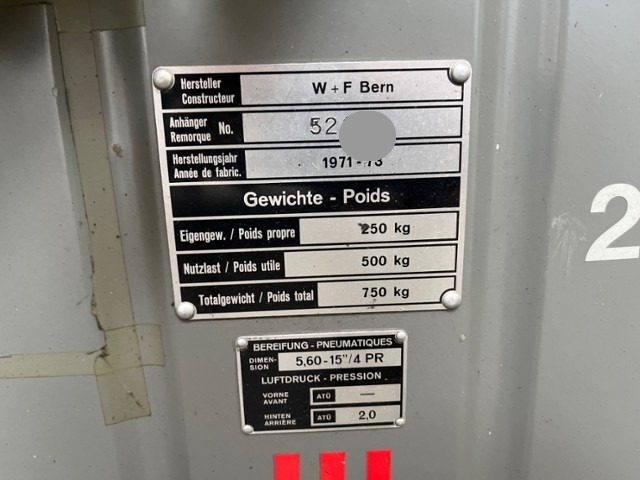 Hersteller
Constructeur
W + F Bern
Anhänger
Remorque No.
52
Herstellungsjahr
Année de fabric.
1971-73
Gewichte - Poids
Eigengew. / Poids propre 250 kg
Nutzlast / Poids utile 500 kg
Totalgewicht / Poids total 750 kg
2
BEREIFUNG - PNEUMATIQUES
DIMEN-
SION
5,60-15"/4 PR
LUFTDRUCK - PRESSION
VORNE
AVANT
ATÜ —
HINTEN
ARRIÈRE
ATÜ 2,0